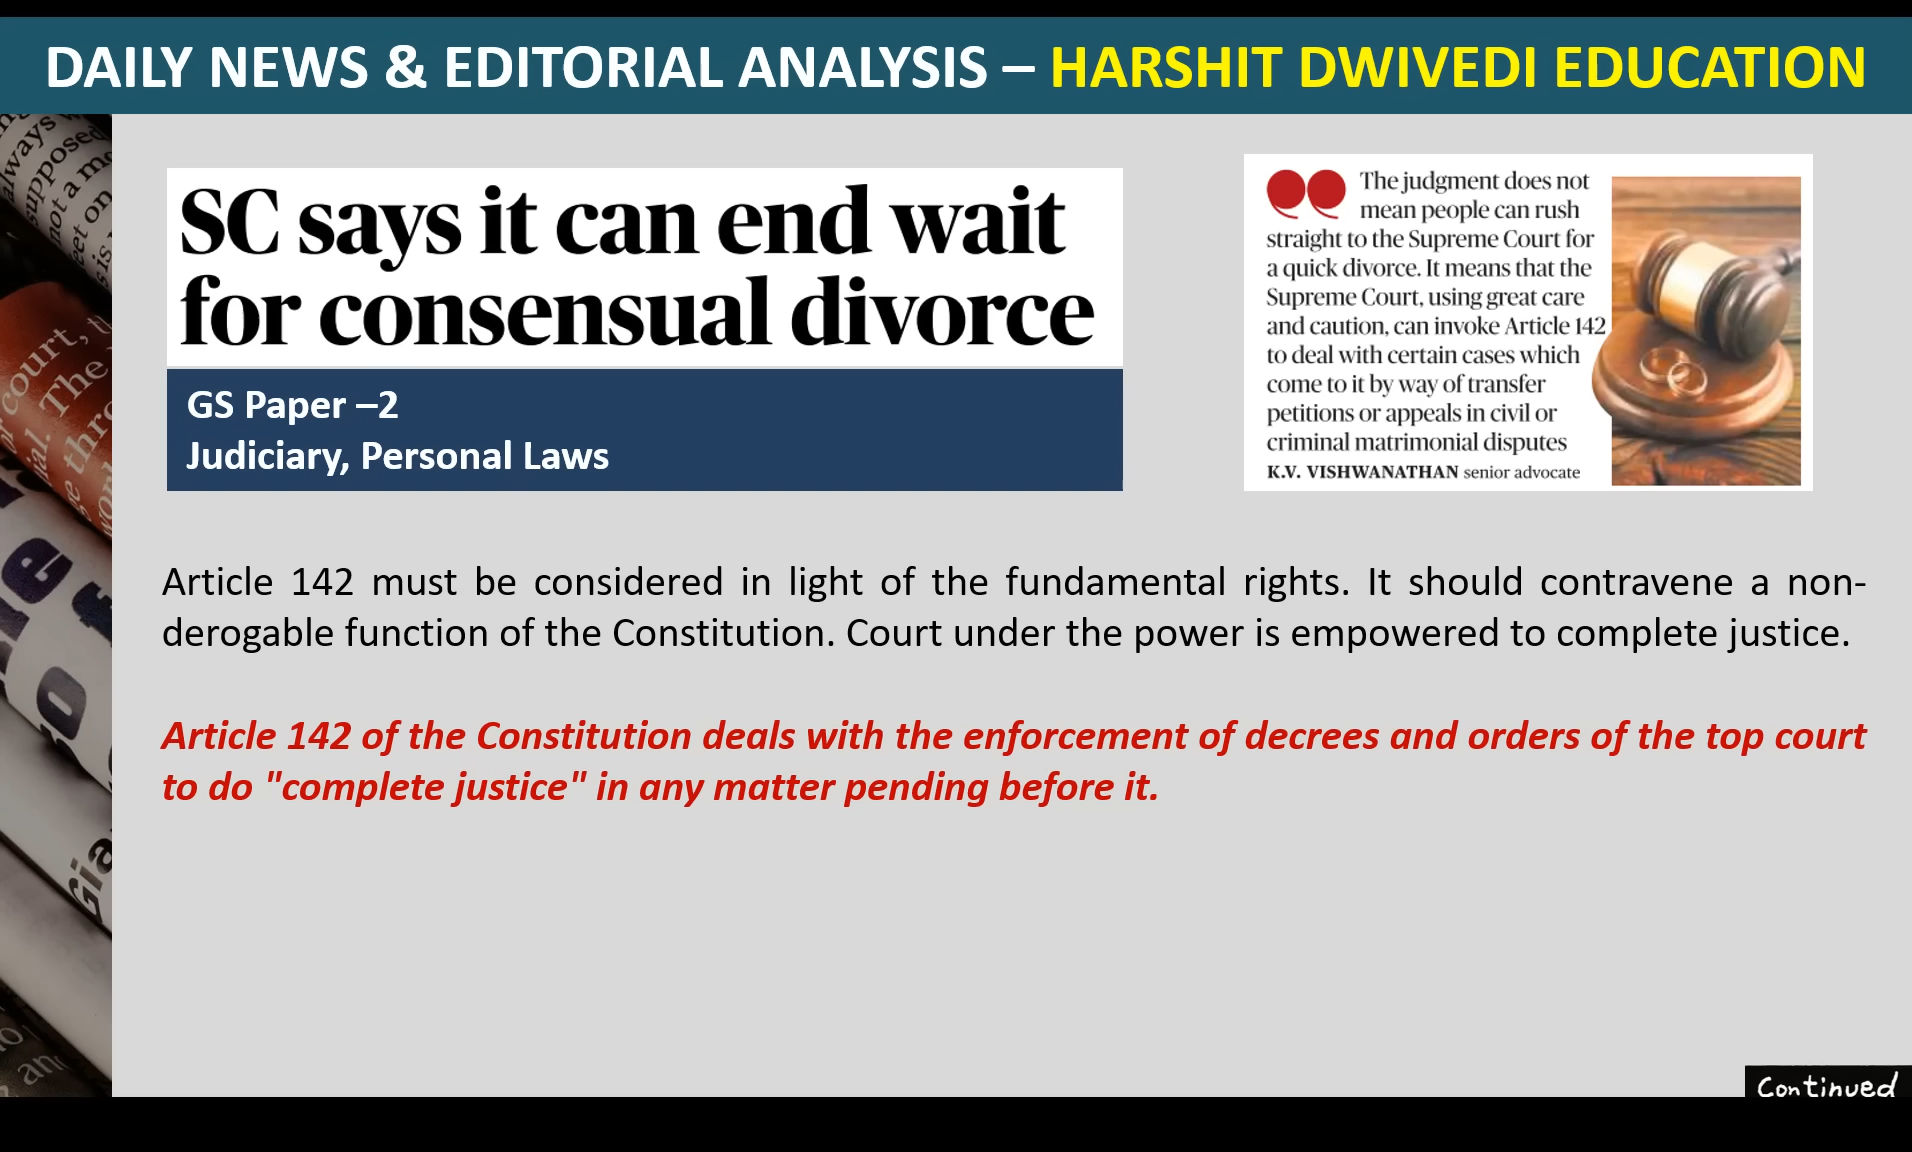 DAILY NEWS & EDITORIAL ANALYSIS – HARSHIT DWIVEDI EDUCATION
SC says it can end wait
for consensual divorce
GS Paper –2
Judiciary, Personal Laws
The judgment does not
mean people can rush
straight to the Supreme Court for
a quick divorce. It means that the
Supreme Court, using great care
and caution, can invoke Article 142
to deal with certain cases which
come to it by way of transfer
petitions or appeals in civil or
criminal matrimonial disputes
K.V. VISHWANATHAN senior advocate
Article 142 must be considered in light of the fundamental rights. It should contravene a non-
derogable function of the Constitution. Court under the power is empowered to complete justice.
Article 142 of the Constitution deals with the enforcement of decrees and orders of the top court
to do "complete justice" in any matter pending before it.
Continued
always
supposed
not a
court,
The